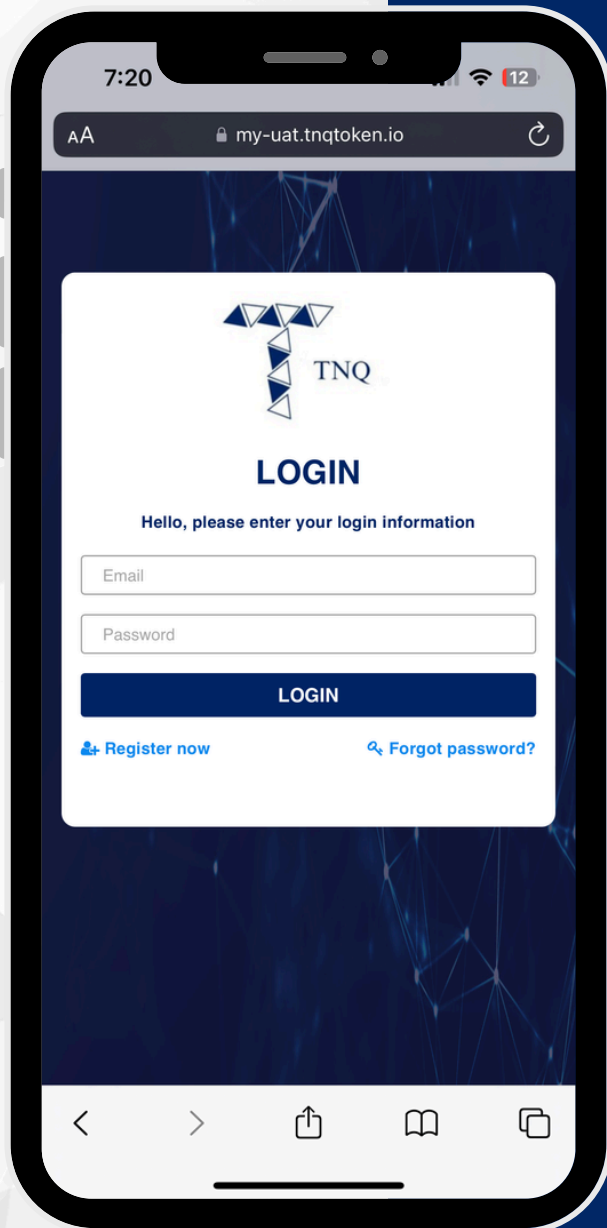 7:20
12
AA
my-uat.tnqtoken.io
TNQ
LOGIN
Hello, please enter your login information
Email
Password
LOGIN
Register now
Forgot password?